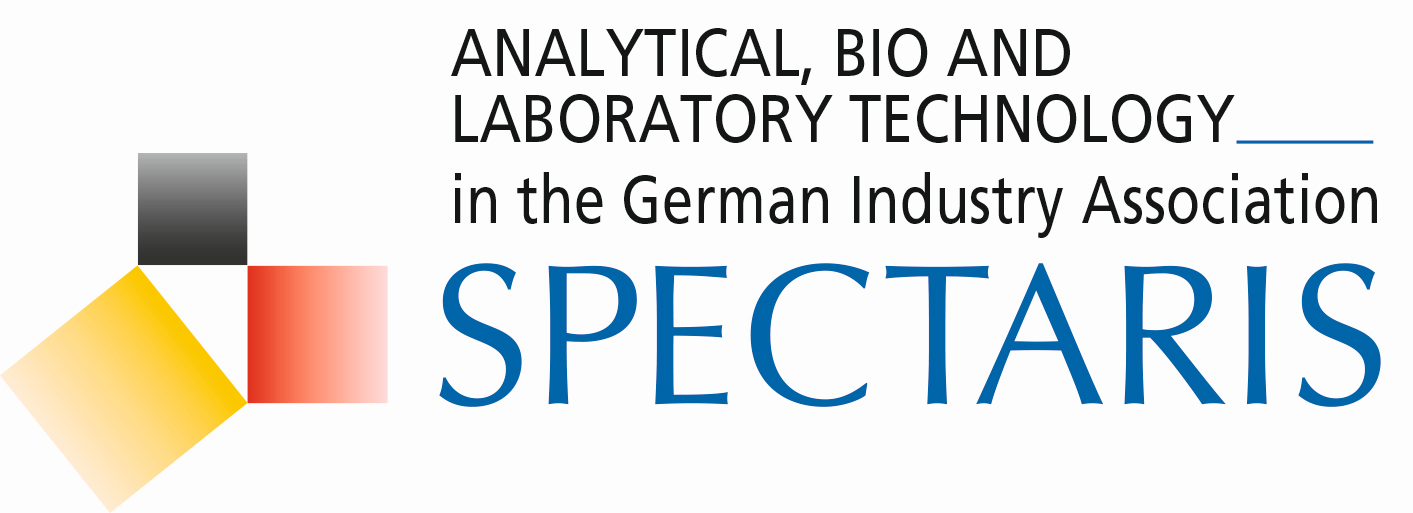 ANALYTICAL, BIO AND
LABORATORY TECHNOLOGY
in the German Industry Association
SPECTARIS